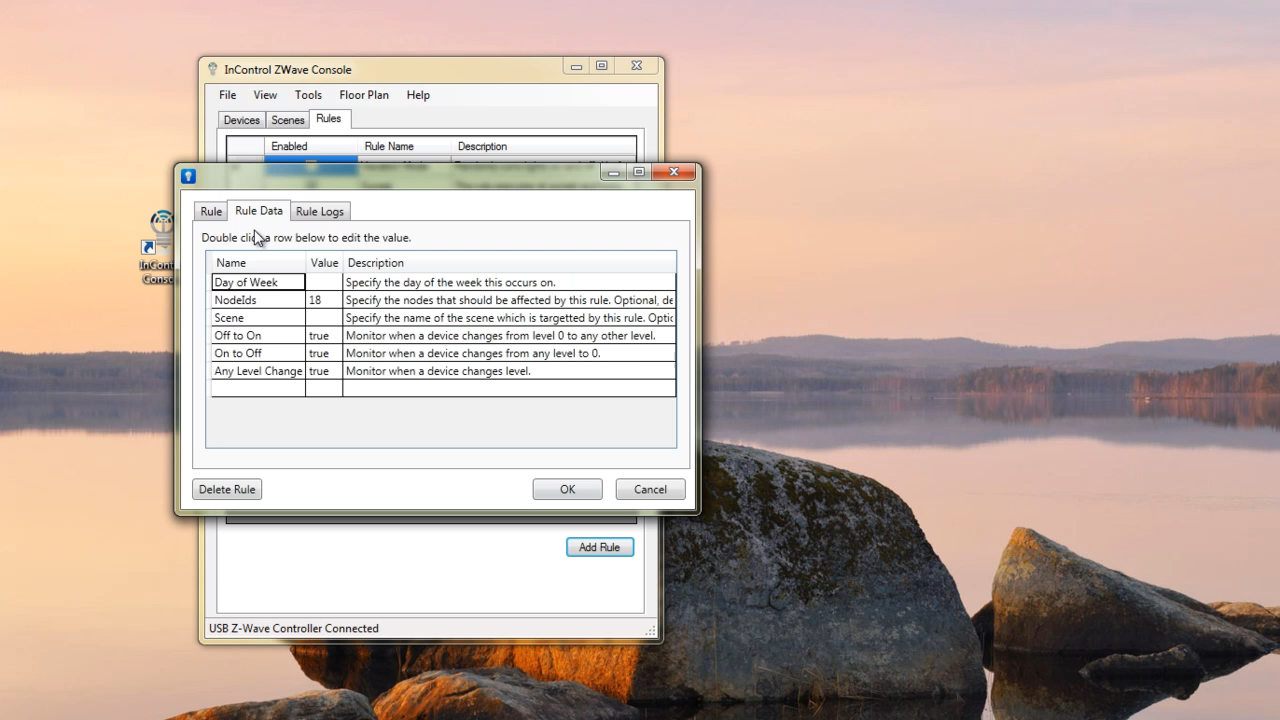 InControl ZWave Console
File View Tools Floor Plan Help
Devices Scenes Rules
Enabled Rule Name Description
Rule Rule Data Rule Logs
Double click a row below to edit the value.
Name Value Description
Day of Week Specify the day of the week this occurs on.
NodeIds 18 Specify the nodes that should be affected by this rule. Optional, de
Scene Specify the name of the scene which is targetted by this rule. Optic
Off to On true Monitor when a device changes from level 0 to any other level.
On to Off true Monitor when a device changes from any level to 0.
Any Level Change true Monitor when a device changes level.
Delete Rule OK Cancel
Add Rule
USB Z-Wave Controller Connected
InCont
Conso